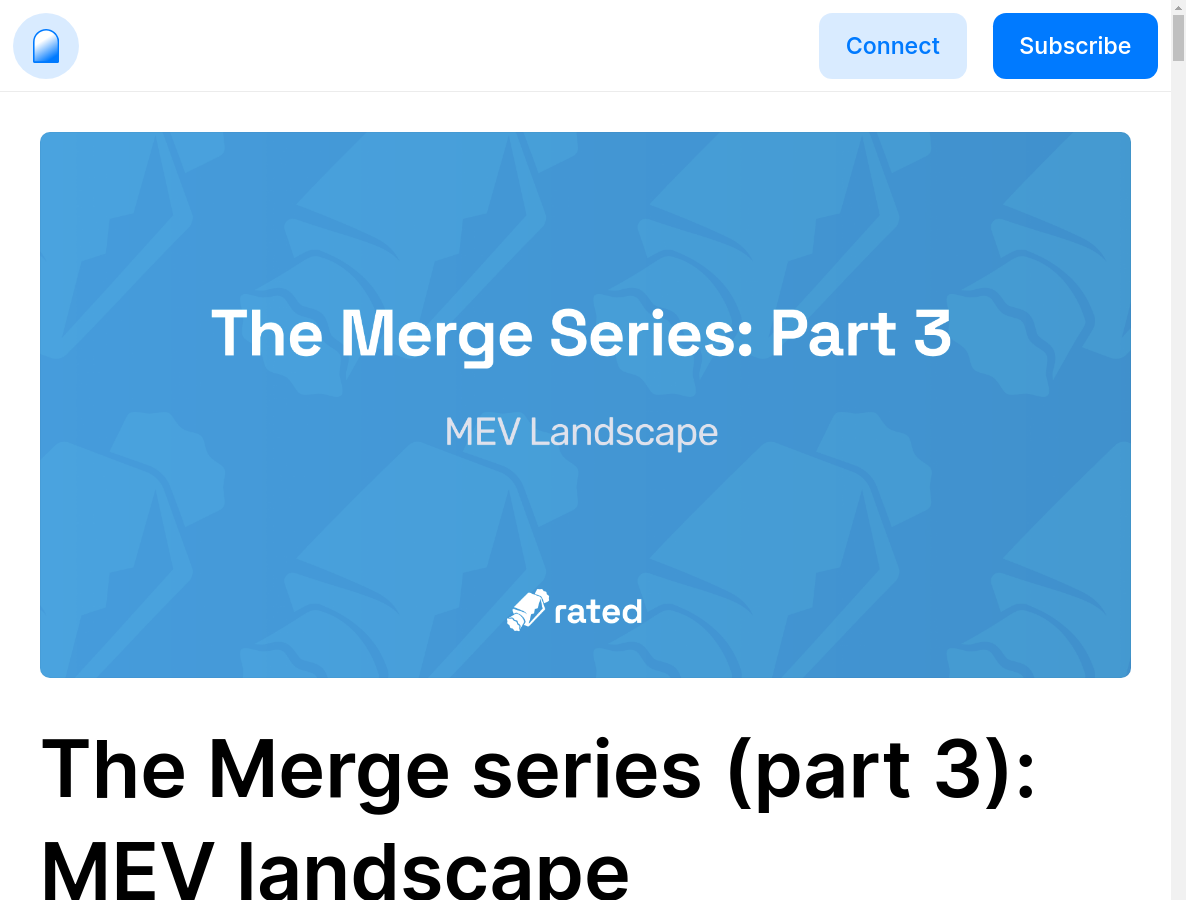 Connect
Subscribe
The Merge Series: Part 3
MEV Landscape
rated
The Merge series (part 3):
MEV landscape